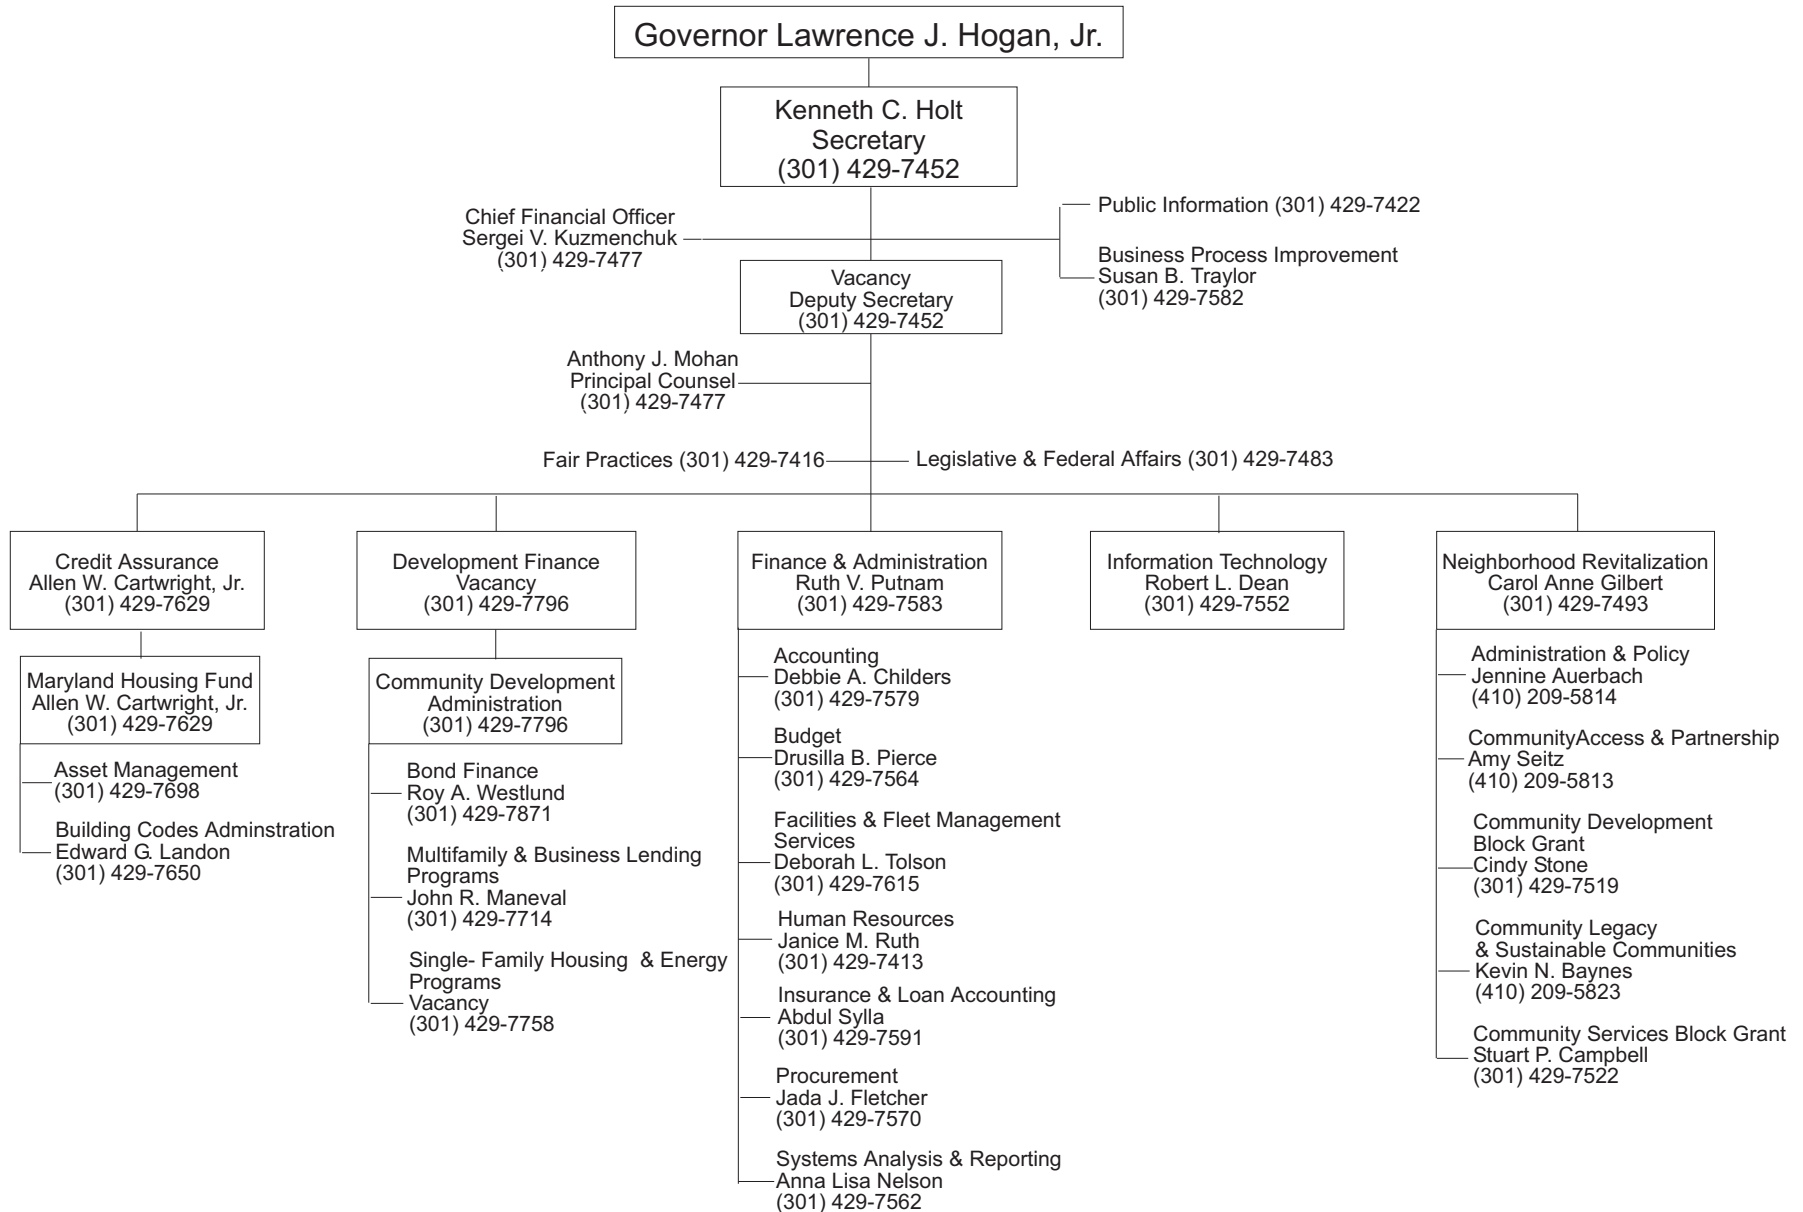 Governor Lawrence J. Hogan, Jr.
Kenneth C. Holt
Secretary
(301) 429-7452
Chief Financial Officer
Sergei V. Kuzmenchuk
(301) 429-7477
Public Information (301) 429-7422
Business Process Improvement
Susan B. Traylor
(301) 429-7582
Vacancy
Deputy Secretary
(301) 429-7452
Anthony J. Mohan
Principal Counsel
(301) 429-7477
Fair Practices (301) 429-7416
Legislative & Federal Affairs (301) 429-7483
Credit Assurance
Allen W. Cartwright, Jr.
(301) 429-7629
Maryland Housing Fund
Allen W. Cartwright, Jr.
(301) 429-7629
Asset Management
(301) 429-7698
Building Codes Adminstration
Edward G. Landon
(301) 429-7650
Development Finance
Vacancy
(301) 429-7796
Community Development
Administration
(301) 429-7796
Bond Finance
Roy A. Westlund
(301) 429-7871
Multifamily & Business Lending
Programs
John R. Maneval
(301) 429-7714
Single- Family Housing & Energy
Programs
Vacancy
(301) 429-7758
Finance & Administration
Ruth V. Putnam
(301) 429-7583
Accounting
Debbie A. Childers
(301) 429-7579
Budget
Drusilla B. Pierce
(301) 429-7564
Facilities & Fleet Management
Services
Deborah L. Tolson
(301) 429-7615
Human Resources
Janice M. Ruth
(301) 429-7413
Insurance & Loan Accounting
Abdul Sylla
(301) 429-7591
Procurement
Jada J. Fletcher
(301) 429-7570
Systems Analysis & Reporting
Anna Lisa Nelson
(301) 429-7562
Information Technology
Robert L. Dean
(301) 429-7552
Neighborhood Revitalization
Carol Anne Gilbert
(301) 429-7493
Administration & Policy
Jennine Auerbach
(410) 209-5814
CommunityAccess & Partnership
Amy Seitz
(410) 209-5813
Community Development
Block Grant
Cindy Stone
(301) 429-7519
Community Legacy
& Sustainable Communities
Kevin N. Baynes
(410) 209-5823
Community Services Block Grant
Stuart P. Campbell
(301) 429-7522